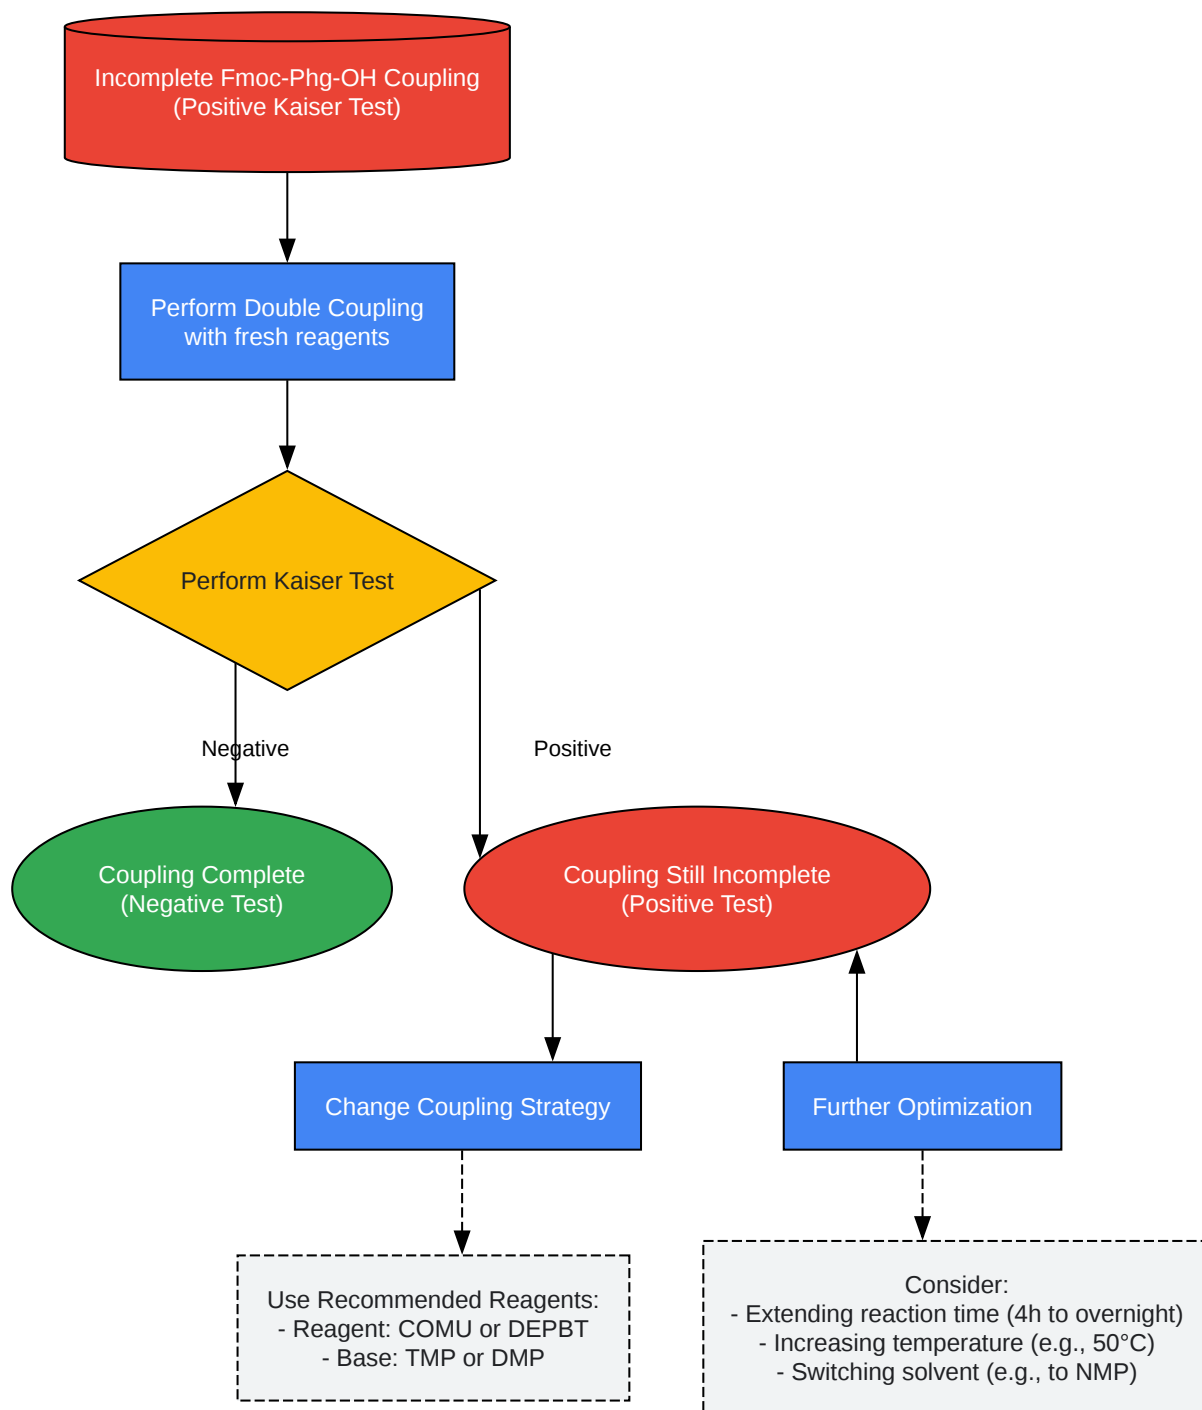 Incomplete Fmoc-Phg-OH Coupling
(Positive Kaiser Test)
Perform Double Coupling
with fresh reagents
Perform Kaiser Test
Negative
Positive
Coupling Complete
(Negative Test)
Coupling Still Incomplete
(Positive Test)
Change Coupling Strategy
Further Optimization
Use Recommended Reagents:
- Reagent: COMU or DEPBT
- Base: TMP or DMP
Consider:
- Extending reaction time (4h to overnight)
- Increasing temperature (e.g., 50°C)
- Switching solvent (e.g., to NMP)